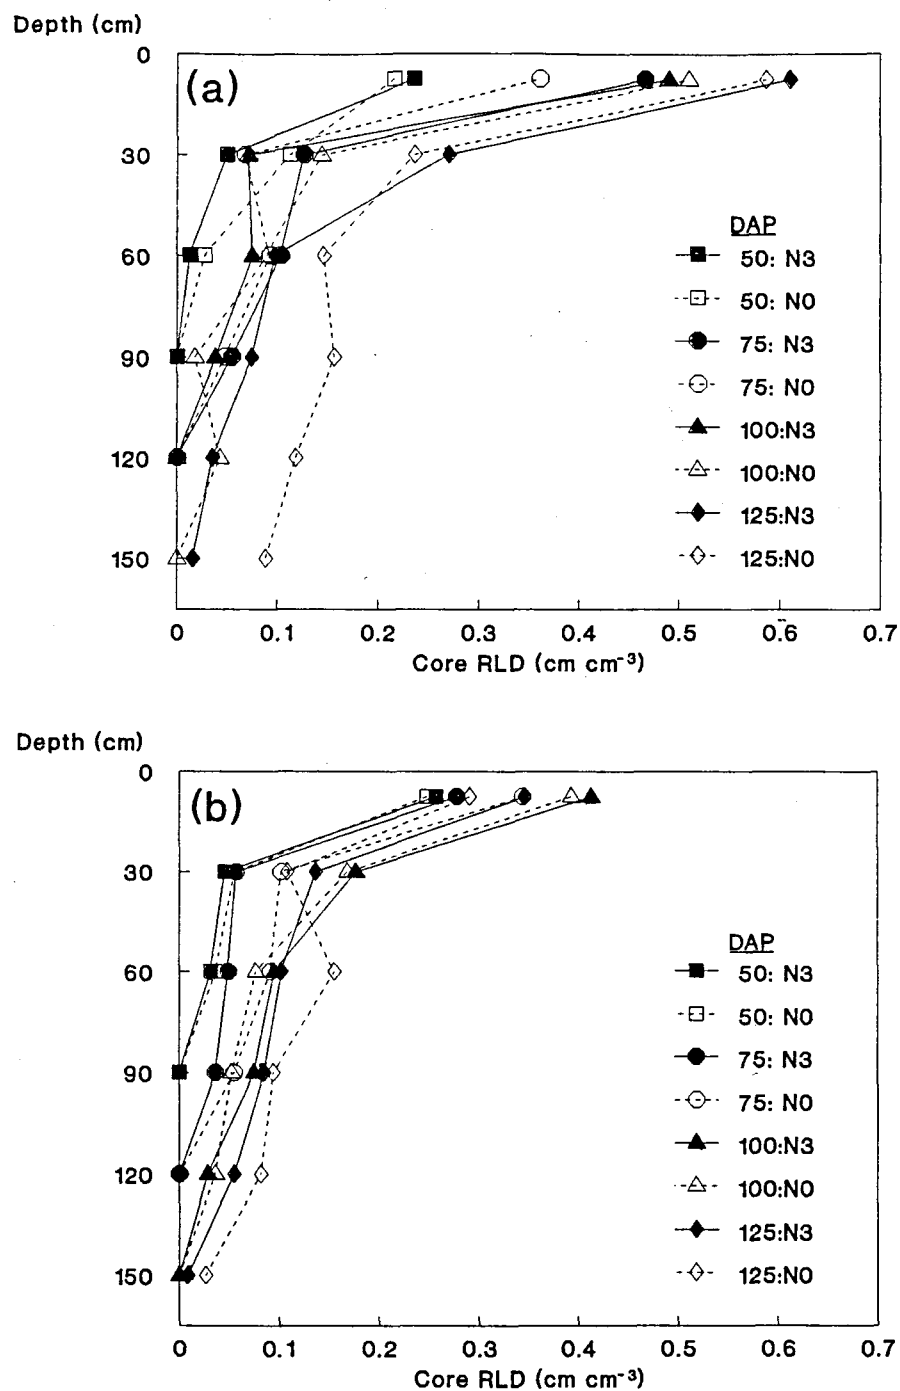 Depth (cm)
(a)
0
30
60
90
120
150
DAP
50: N3
50: N0
75: N3
75: N0
100:N3
100:N0
125:N3
125:N0
0 0.1 0.2 0.3 0.4 0.5 0.6 0.7
Core RLD (cm cm⁻³)
Depth (cm)
(b)
0
30
60
90
120
150
DAP
50: N3
50: N0
75: N3
75: N0
100:N3
100:N0
125:N3
125:N0
0 0.1 0.2 0.3 0.4 0.5 0.6 0.7
Core RLD (cm cm⁻³)